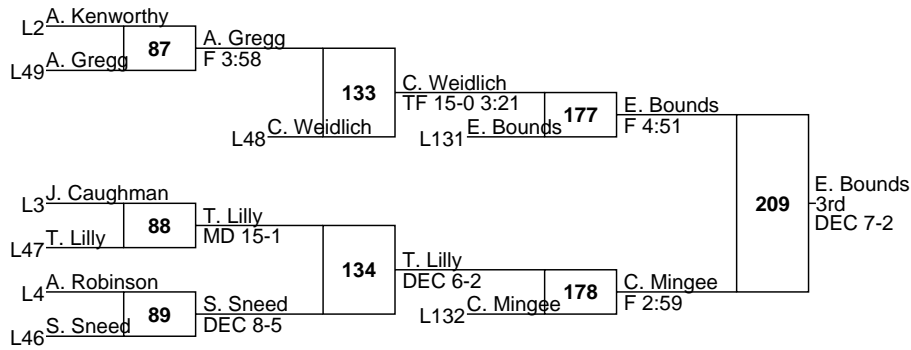 L2 A. Kenworthy
87
L49 A. Gregg
A. Gregg
F 3:58
133
L48 C. Weidlich
C. Weidlich
TF 15-0 3:21
177
L131 E. Bounds
E. Bounds
F 4:51
L3 J. Caughman
88
L47 T. Lilly
T. Lilly
MD 15-1
134
L4 A. Robinson
89
L46 S. Sneed
S. Sneed
DEC 8-5
T. Lilly
DEC 6-2
178
L132 C. Mingee
C. Mingee
F 2:59
209
E. Bounds
3rd
DEC 7-2